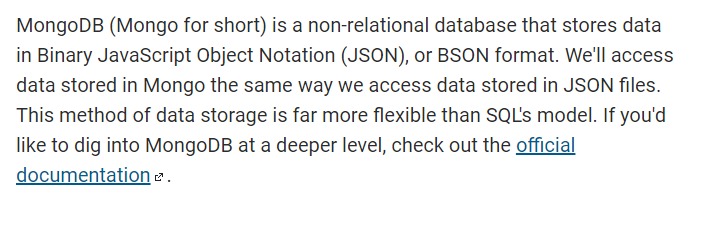 MongoDB (Mongo for short) is a non-relational database that stores data
in Binary JavaScript Object Notation (JSON), or BSON format. We'll access
data stored in Mongo the same way we access data stored in JSON files.
This method of data storage is far more flexible than SQL's model. If you'd
like to dig into MongoDB at a deeper level, check out the official
documentation.